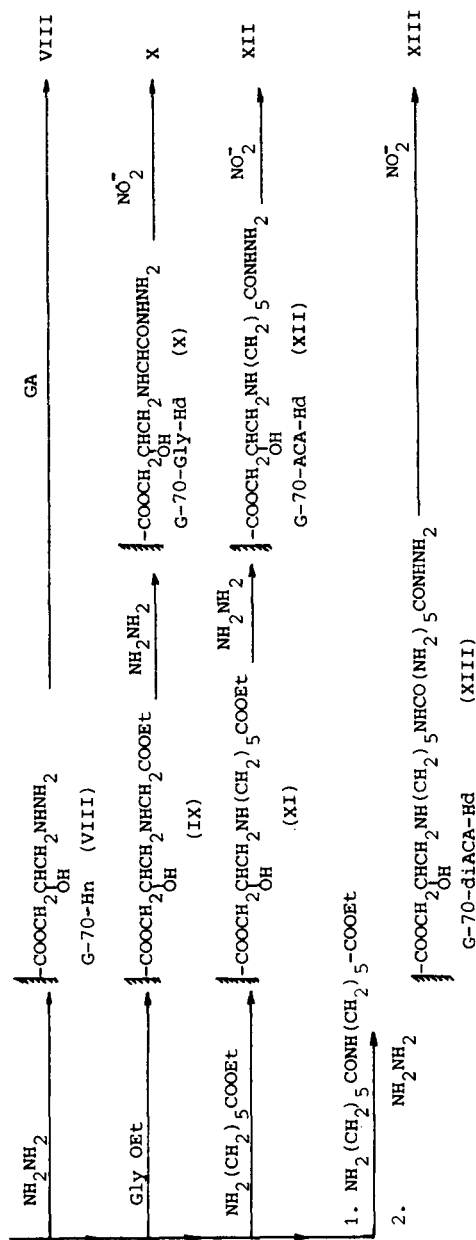 GA
NH2NH2 -COOCH2CHCH2NHNH2 VIII
OH
G-70-Hn (VIII)
Gly OEt -COOCH2CHCH2NHCH2COOEt NH2NH2 -COOCH2CHCH2NHCHCONHNH2 NO2- X
OH OH
(IX) G-70-Gly-Hd (X)
NH2(CH2)5COOEt -COOCH2CHCH2NH(CH2)5COOEt NH2NH2 -COOCH2CHCH2NH(CH2)5CONHNH2 NO2- XII
OH OH
(XI) G-70-ACA-Hd (XII)
1. NH2(CH2)5CONH(CH2)5-COOEt
2. NH2NH2
-COOCH2CHCH2NH(CH2)5NHCO(NH2)5CONHNH2 NO2- XIII
OH
G-70-diACA-Hd (XIII)